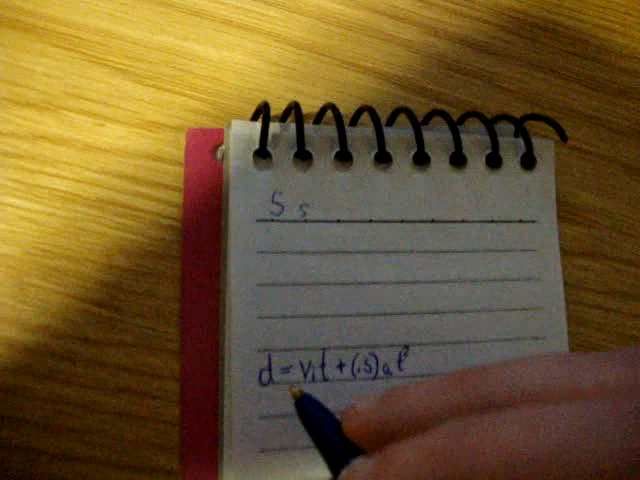 S s
d = v₁t + (.5)at²